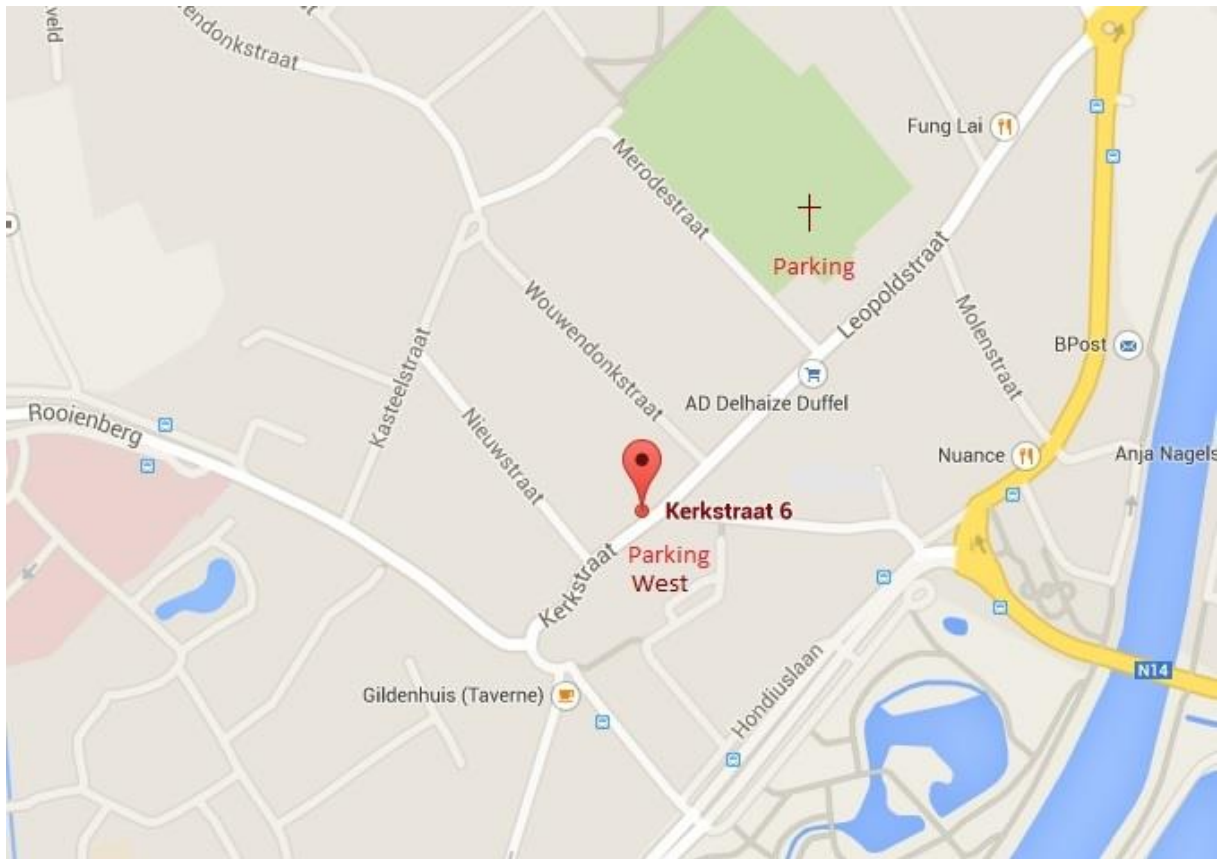 veld
endonkstraat
Fung Lai
Merodestraat
Parking
Leopoldstraat
Wouwendonkstraat
Molenstraat
BPost
Kasteelstraat
AD Delhaize Duffel
Rooienberg
Nieuwstraat
Nuance
Anja Nagels
Kerkstraat 6
Parking
West
Kerkstraat
Hondiuslaan
N14
Gildenhuis (Taverne)